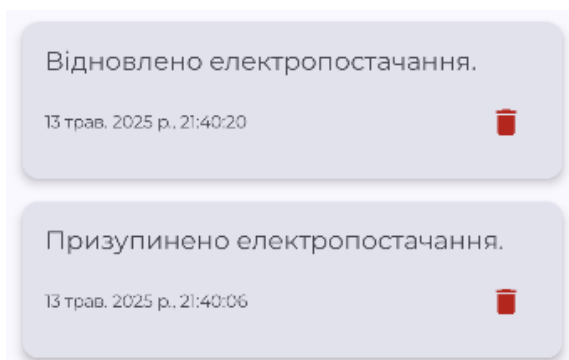 Відновлено електропостачання.
13 трав. 2025 р., 21:40:20
Призупинено електропостачання.
13 трав. 2025 р., 21:40:06